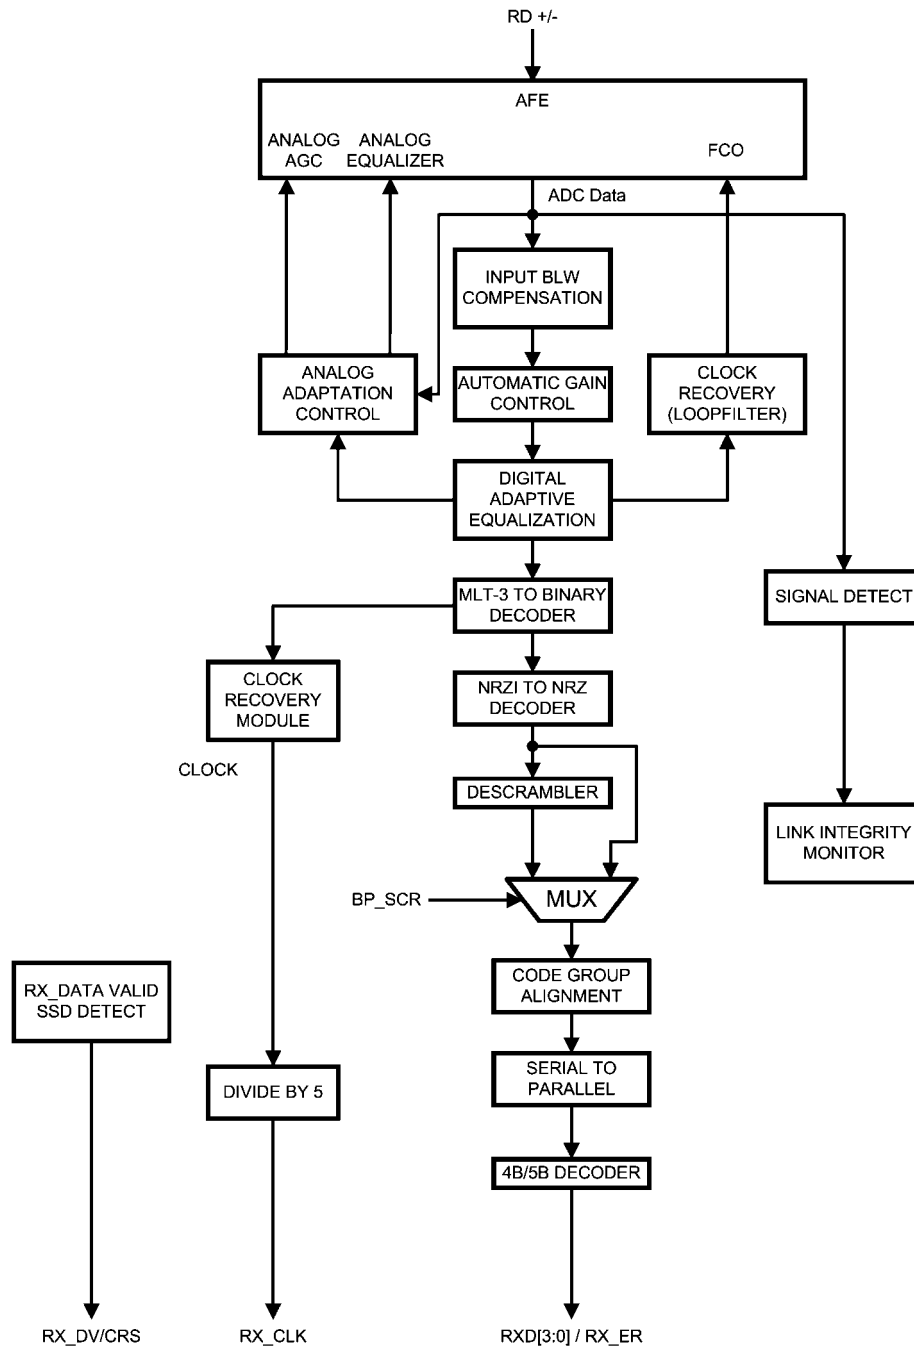 RD +/-
AFE
ANALOG
AGC
ANALOG
EQUALIZER
FCO
ADC Data
INPUT BLW
COMPENSATION
ANALOG
ADAPTATION
CONTROL
AUTOMATIC GAIN
CONTROL
CLOCK
RECOVERY
(LOOPFILTER)
DIGITAL
ADAPTIVE
EQUALIZATION
MLT-3 TO BINARY
DECODER
SIGNAL DETECT
CLOCK
RECOVERY
MODULE
NRZI TO NRZ
DECODER
CLOCK
DESCRAMBLER
LINK INTEGRITY
MONITOR
BP_SCR
MUX
RX_DATA VALID
SSD DETECT
CODE GROUP
ALIGNMENT
SERIAL TO
PARALLEL
DIVIDE BY 5
4B/5B DECODER
RX_DV/CRS
RX_CLK
RXD[3:0] / RX_ER